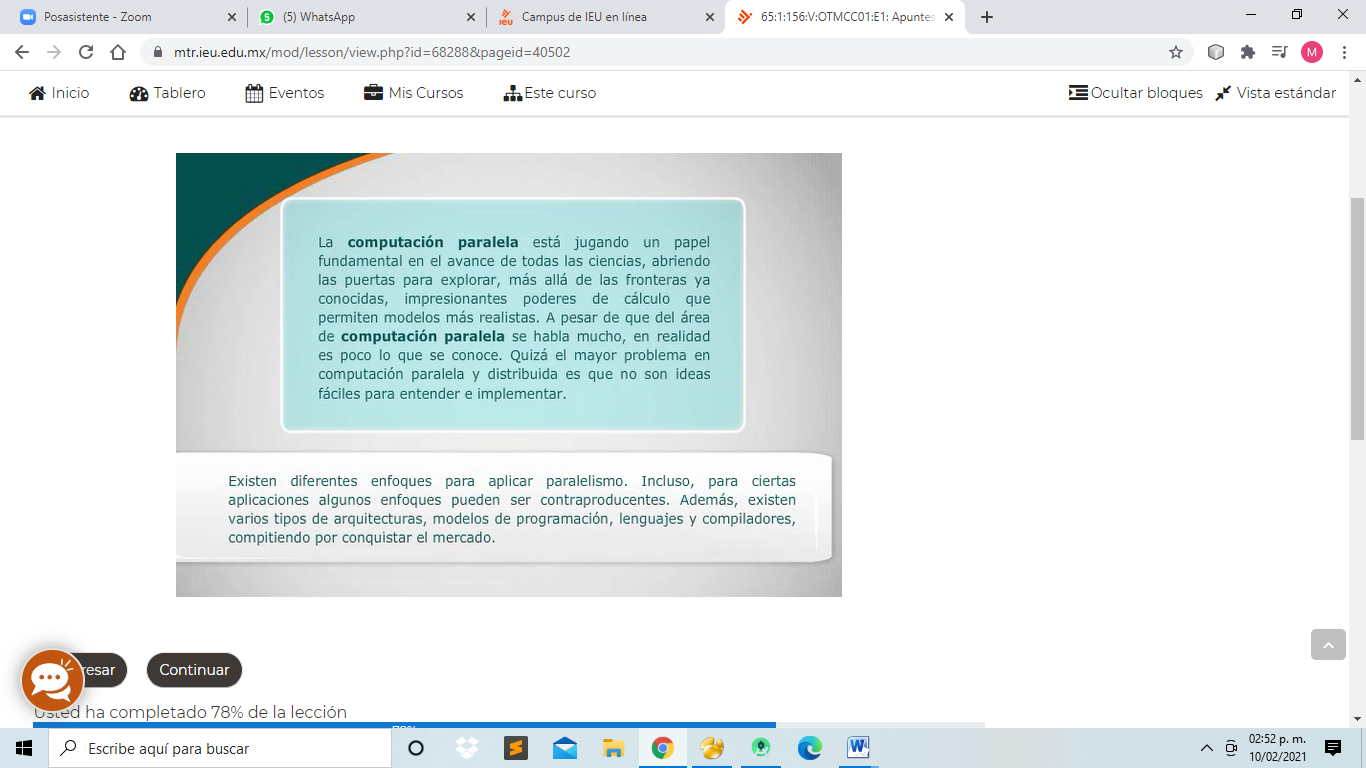 Posasistente - Zoom
(5) WhatsApp
ieu
Campus de IEU en línea
65:1:156:V:OTMCC01:E1: Apuntes
mtr.ieu.edu.mx/mod/lesson/view.php?id=68288&pageid=40502
M
Inicio
Tablero
Eventos
Mis Cursos
Este curso
Ocultar bloques
Vista estándar
La computación paralela está jugando un papel
fundamental en el avance de todas las ciencias, abriendo
las puertas para explorar, más allá de las fronteras ya
conocidas, impresionantes poderes de cálculo que
permiten modelos más realistas. A pesar de que del área
de computación paralela se habla mucho, en realidad
es poco lo que se conoce. Quizá el mayor problema en
computación paralela y distribuida es que no son ideas
fáciles para entender e implementar.
Existen diferentes enfoques para aplicar paralelismo. Incluso, para ciertas
aplicaciones algunos enfoques pueden ser contraproducentes. Además, existen
varios tipos de arquitecturas, modelos de programación, lenguajes y compiladores,
compitiendo por conquistar el mercado.
resar
Continuar
Usted ha completado 78% de la lección
Escribe aquí para buscar
02:52 p. m.
10/02/2021